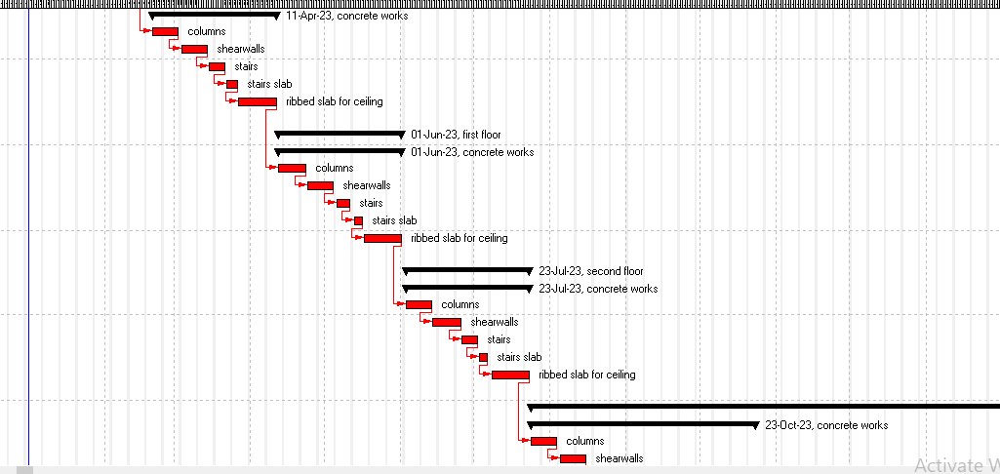 11-Apr-23, concrete works
columns
shearwalls
stairs
stairs slab
ribbed slab for ceiling
01-Jun-23, first floor
01-Jun-23, concrete works
columns
shearwalls
stairs
stairs slab
ribbed slab for ceiling
23-Jul-23, second floor
23-Jul-23, concrete works
columns
shearwalls
stairs
stairs slab
ribbed slab for ceiling
23-Oct-23, concrete works
columns
shearwalls
Activate W